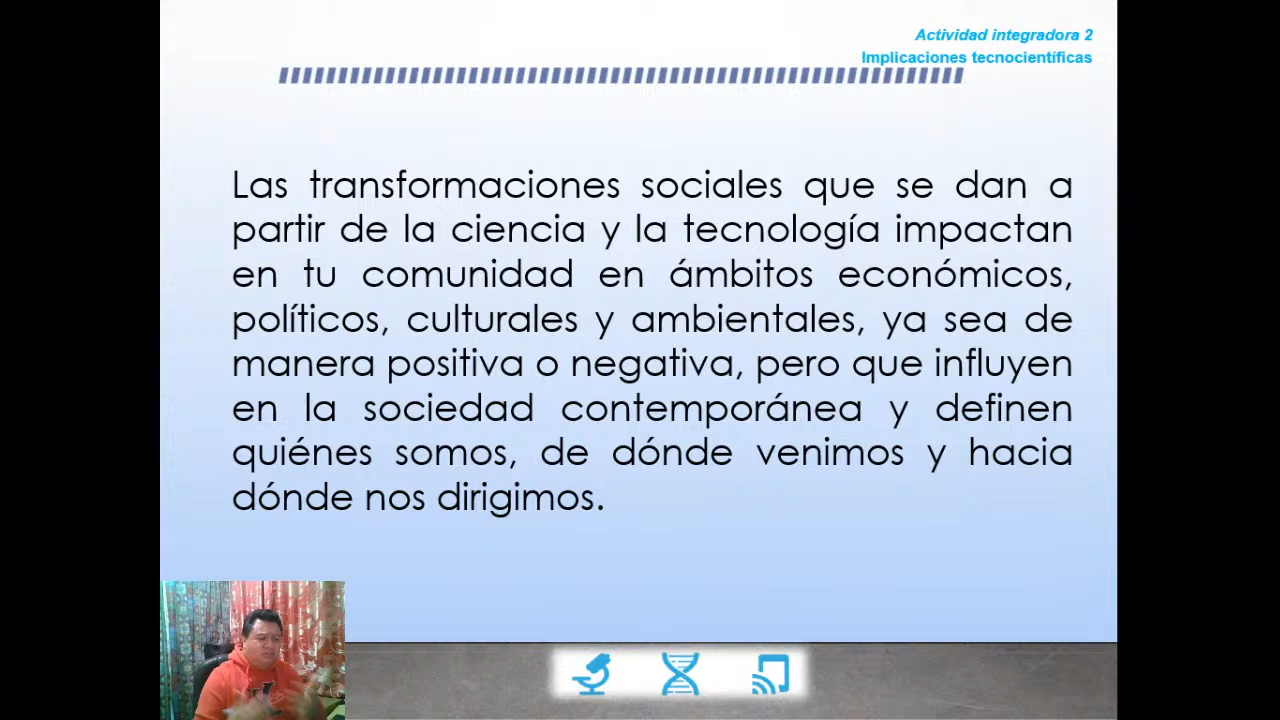 Actividad integradora 2
Implicaciones tecnocientíficas
Las transformaciones sociales que se dan a
partir de la ciencia y la tecnología impactan
en tu comunidad en ámbitos económicos,
políticos, culturales y ambientales, ya sea de
manera positiva o negativa, pero que influyen
en la sociedad contemporánea y definen
quiénes somos, de dónde venimos y hacia
dónde nos dirigimos.